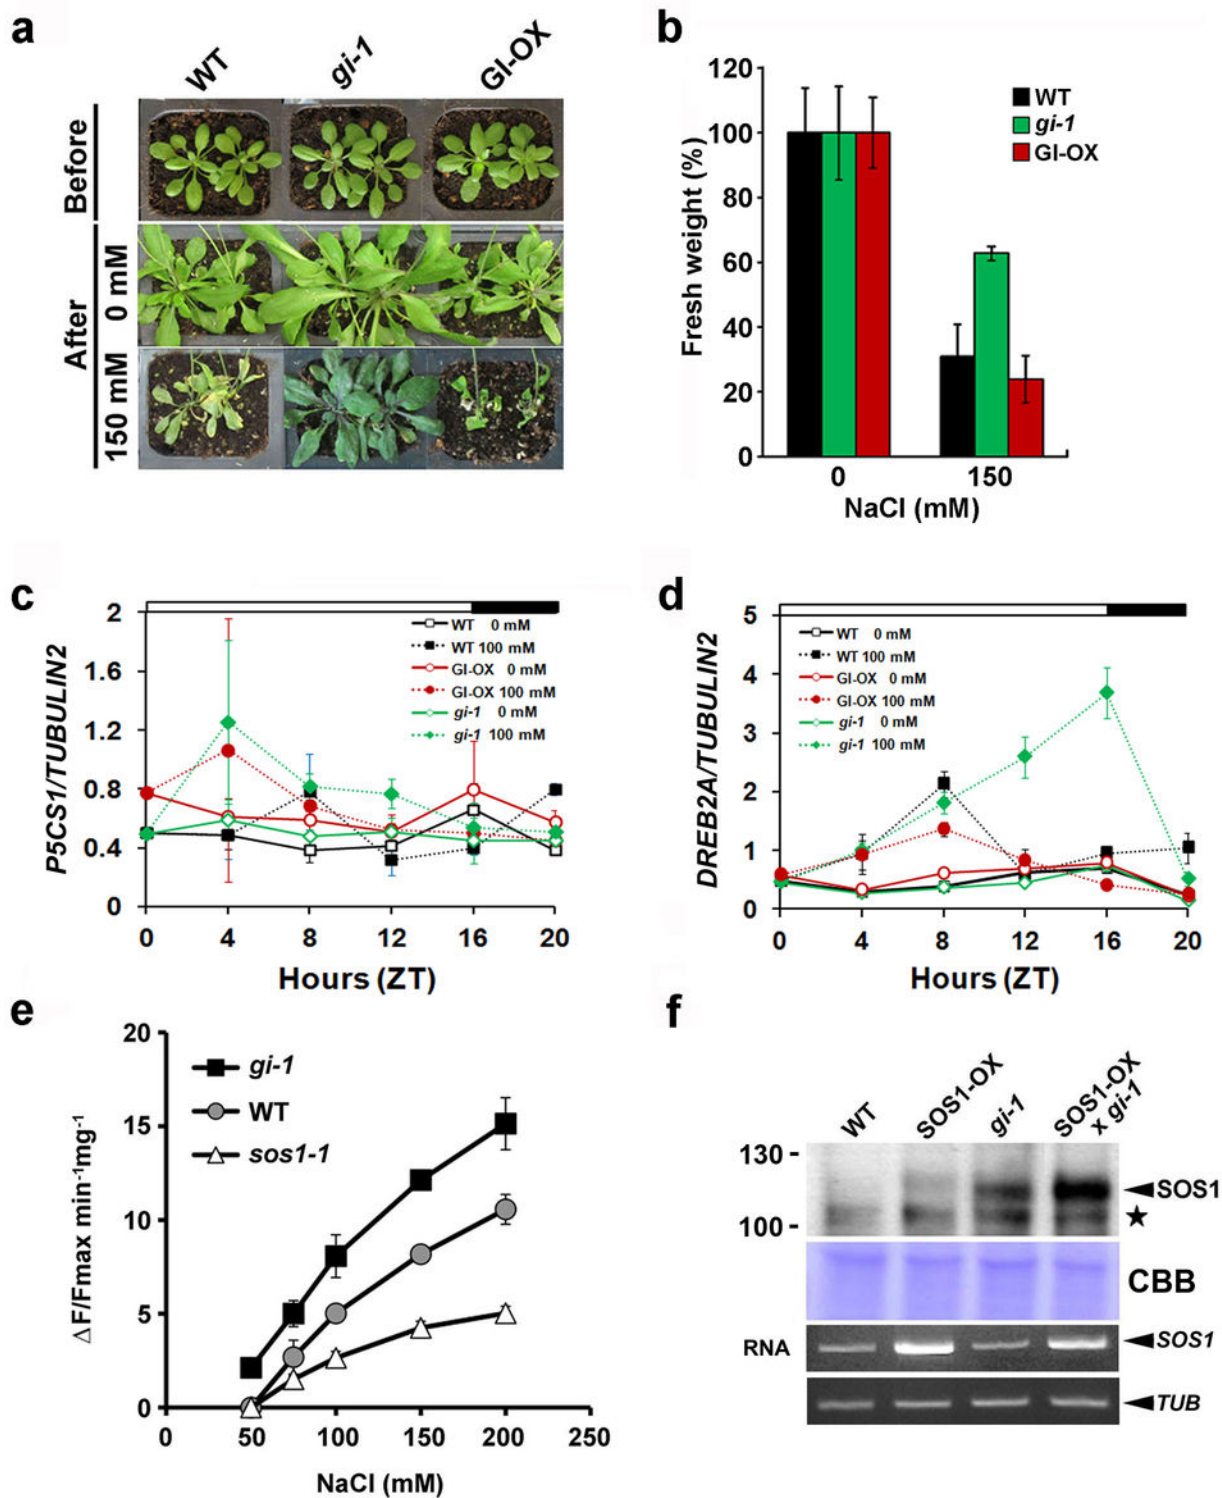 a
WT
gi-1
GI-OX
Before
After
0 mM
150 mM
b
120
100
80
60
40
20
0
Fresh weight (%)
WT
gi-1
GI-OX
0
150
NaCl (mM)
c
2
1.6
1.2
0.8
0.4
0
P5CS1/TUBULIN2
WT 0 mM
WT 100 mM
GI-OX 0 mM
GI-OX 100 mM
gi-1 0 mM
gi-1 100 mM
0 4 8 12 16 20
Hours (ZT)
d
5
4
3
2
1
0
DREB2A/TUBULIN2
WT 0 mM
WT 100 mM
GI-OX 0 mM
GI-OX 100 mM
gi-1 0 mM
gi-1 100 mM
0 4 8 12 16 20
Hours (ZT)
e
20
15
10
5
0
ΔF/Fmax min⁻¹mg⁻¹
gi-1
WT
sos1-1
0 50 100 150 200 250
NaCl (mM)
f
WT
SOS1-OX
gi-1
SOS1-OX
x gi-1
130 -
100 -
SOS1
★
CBB
RNA
SOS1
TUB